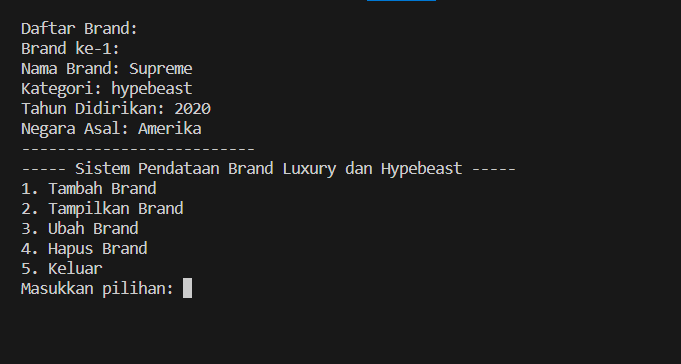 Daftar Brand:
Brand ke-1:
Nama Brand: Supreme
Kategori: hypebeast
Tahun Didirikan: 2020
Negara Asal: Amerika
--------------------------
----- Sistem Pendataan Brand Luxury dan Hypebeast -----
1. Tambah Brand
2. Tampilkan Brand
3. Ubah Brand
4. Hapus Brand
5. Keluar
Masukkan pilihan: